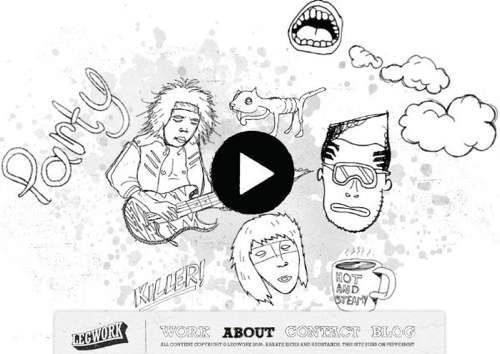 Party
KILLER!
HOT
AND
STEAMY
LEGWORK
WORK ABOUT CONTACT BLOG
ALL CONTENT COPYRIGHT © LEGWORK 2010. KARATE KICKS AND HIGHSTANDS. THIS SITE RUNS ON PEPPERMINT